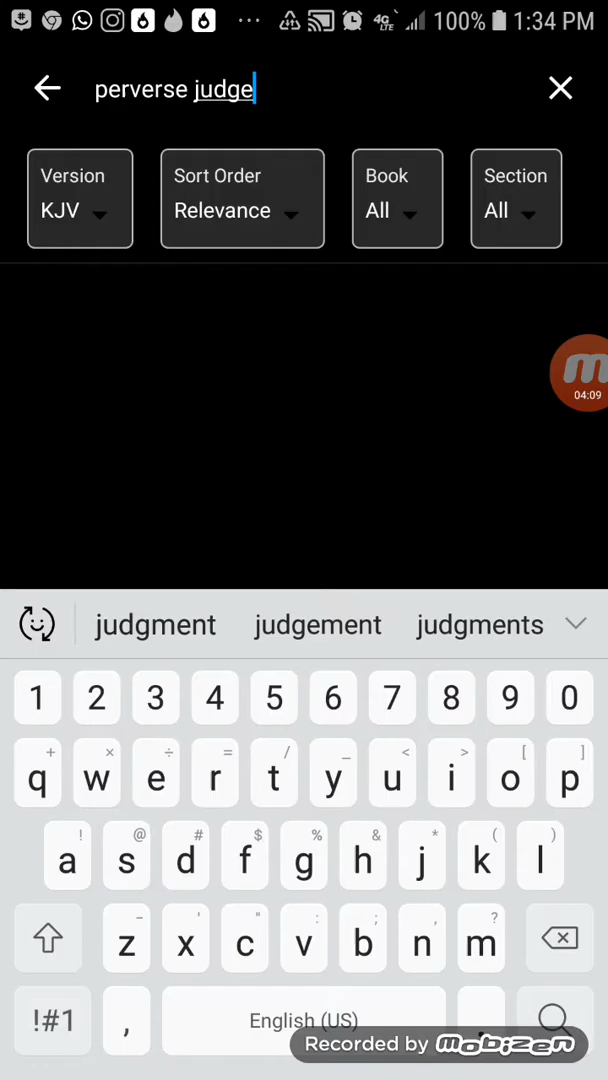 100% 1:34 PM
perverse judge
Version Sort Order Book Section
KJV Relevance All All
04:09
judgment judgement judgments
1 2 3 4 5 6 7 8 9 0
+ × ÷ = / _ < > [ ]
q w e r t y u i o p
! @ # $ % & * ( )
a s d f g h j k l
- ' " : ; , ?
z x c v b n m
!#1 , English (US) .
Recorded by mobizen